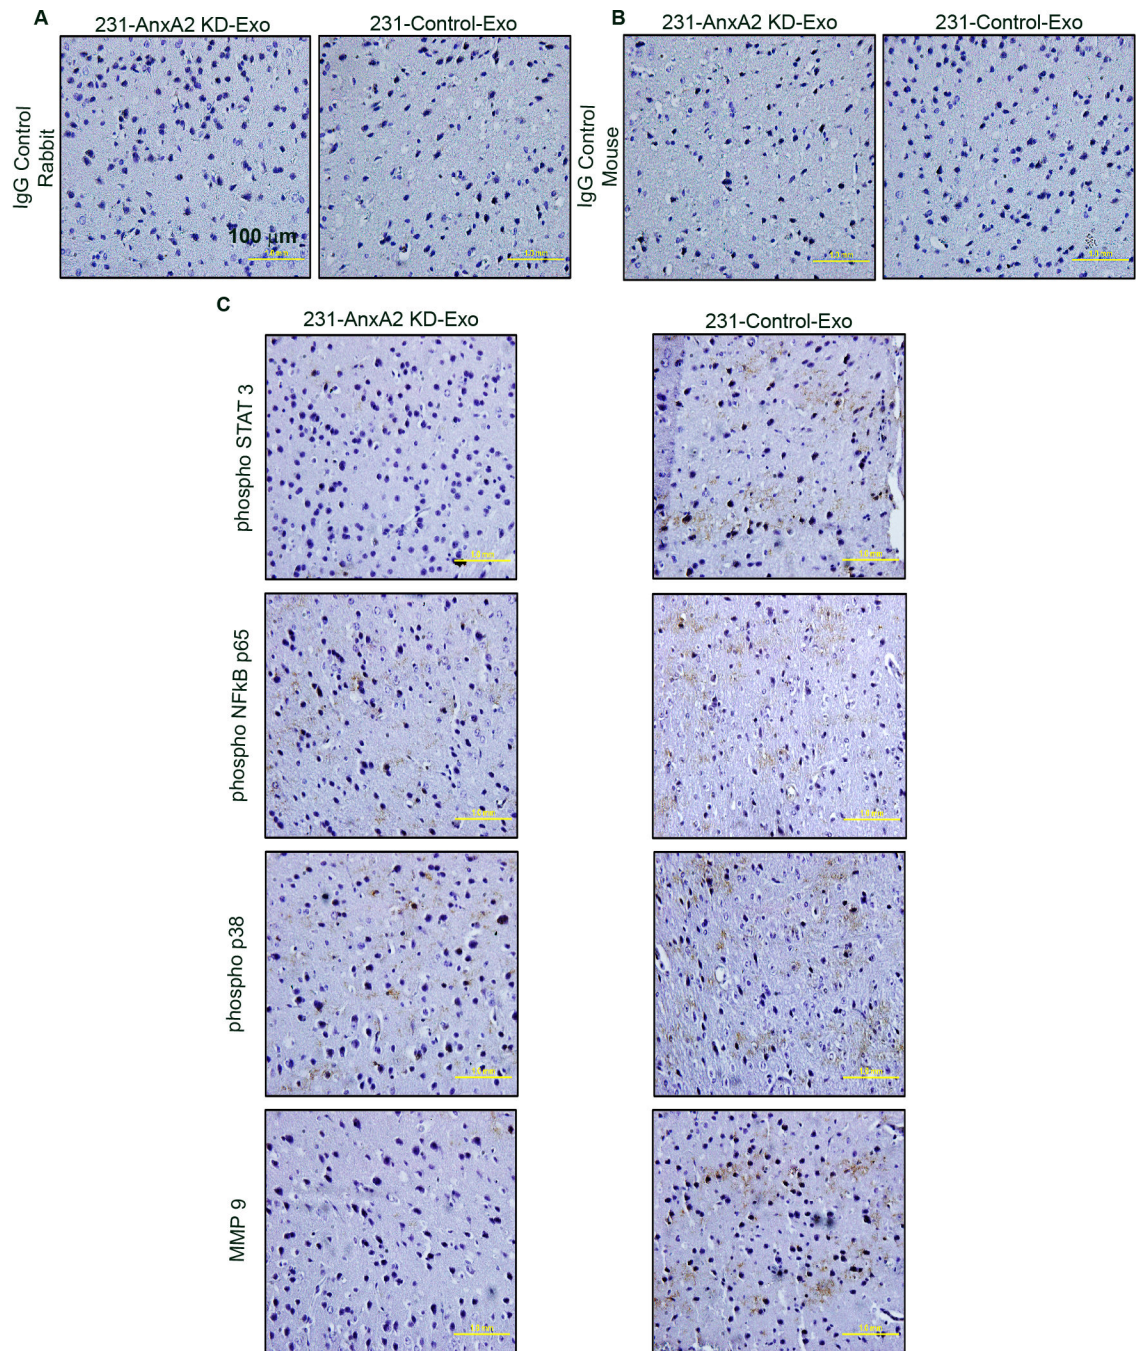 A
231-AnxA2 KD-Exo
231-Control-Exo
B
231-AnxA2 KD-Exo
231-Control-Exo
IgG Control
Rabbit
100 µm
IgG Control
Mouse
C
231-AnxA2 KD-Exo
231-Control-Exo
phospho STAT 3
phospho NFkB p65
phospho p38
MMP 9